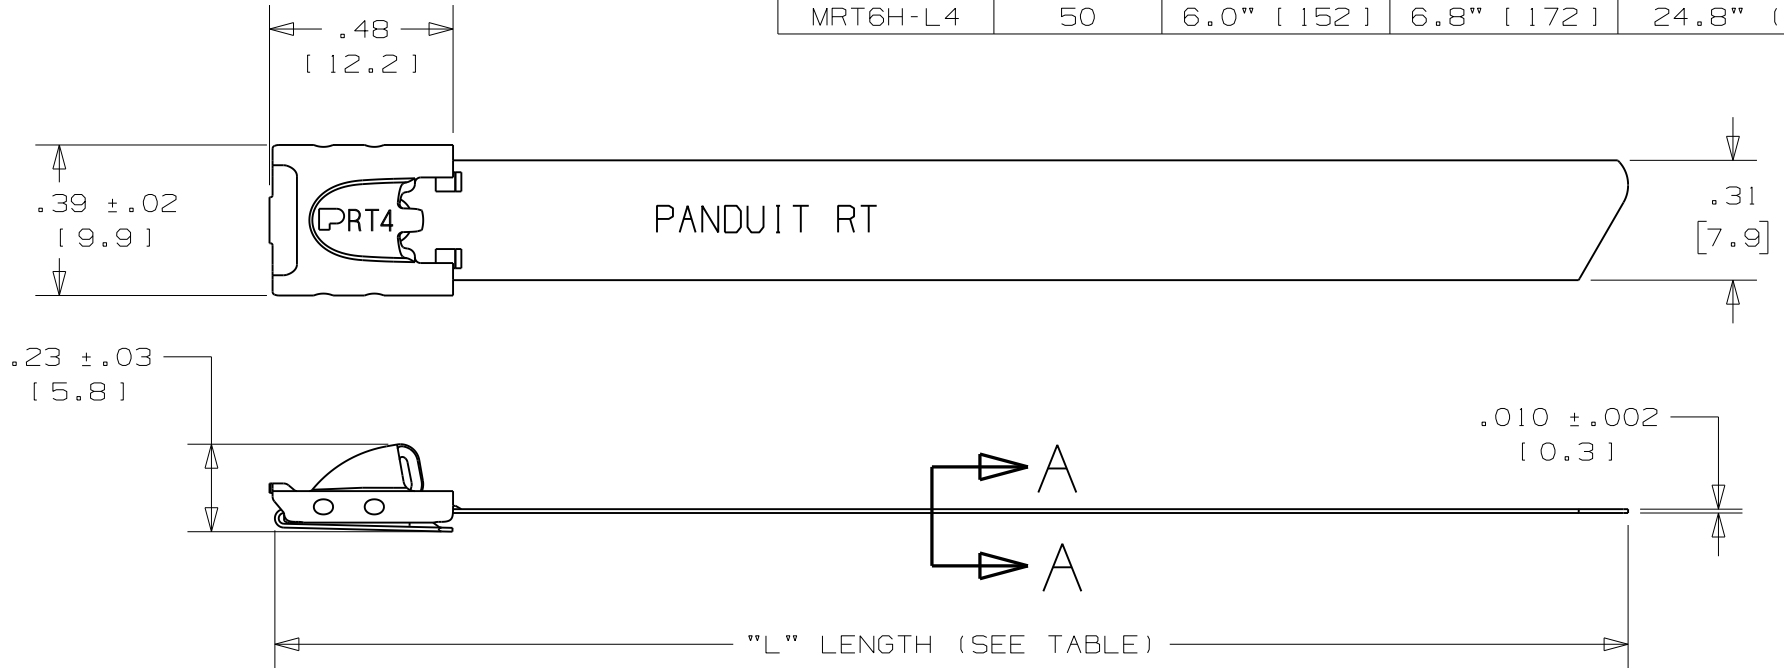 MRT6H-L4 50 6.0" [ 152 ] 6.8" [ 172 ] 24.8" (
.48
[ 12.2 ]
.39 ±.02
[ 9.9 ]
PRT4
PANDUIT RT
.31
[7.9]
.23 ±.03
[ 5.8 ]
.010 ±.002
[ 0.3 ]
A
A
"L" LENGTH (SEE TABLE)